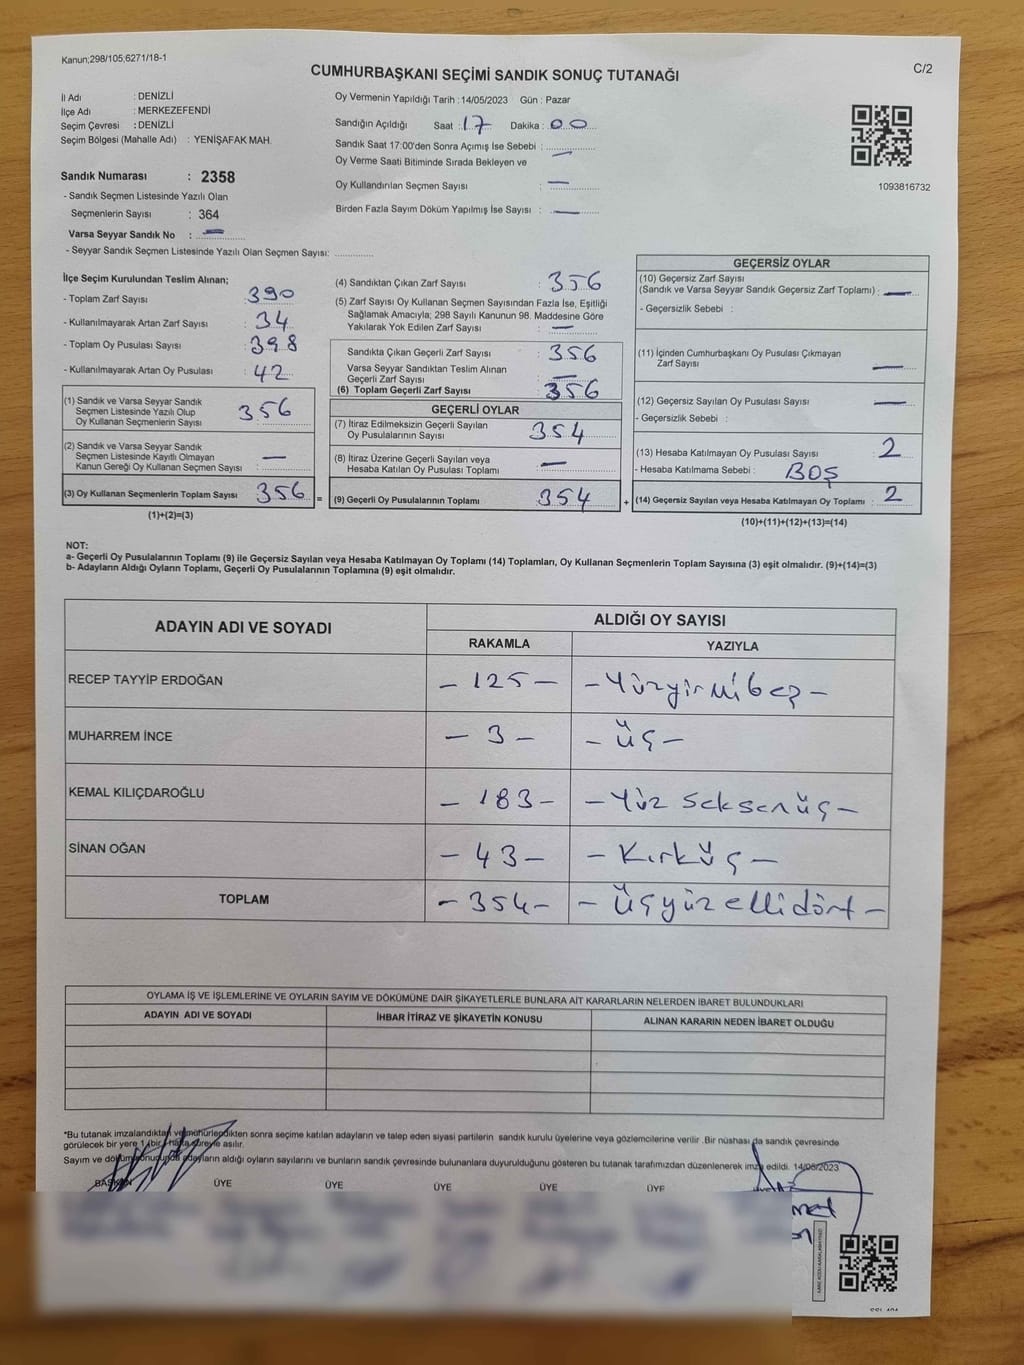 Kanun;298/105;6271/18-1
C/2
CUMHURBAŞKANI SEÇİMİ SANDIK SONUÇ TUTANAĞI
İl Adı : DENİZLİ
İlçe Adı : MERKEZEFENDİ
Seçim Çevresi : DENİZLİ
Seçim Bölgesi (Mahalle Adı) : YENİŞAFAK MAH.
Sandık Numarası : 2358
- Sandık Seçmen Listesinde Yazılı Olan
Seçmenlerin Sayısı : 364
Varsa Seyyar Sandık No : —
- Seyyar Sandık Seçmen Listesinde Yazılı Olan Seçmen Sayısı: ..............
Oy Vermenin Yapıldığı Tarih : 14/05/2023 Gün : Pazar
Sandığın Açıldığı Saat : 17 Dakika : 00
Sandık Saat 17:00'den Sonra Açımış İse Sebebi : —
Oy Verme Saati Bitiminde Sırada Bekleyen ve
Oy Kullandırılan Seçmen Sayısı : —
Birden Fazla Sayım Döküm Yapılmış İse Sayısı : —
1093816732
İlçe Seçim Kurulundan Teslim Alınan;
- Toplam Zarf Sayısı : 390
- Kullanılmayarak Artan Zarf Sayısı : 34
- Toplam Oy Pusulası Sayısı : 398
- Kullanılmayarak Artan Oy Pusulası : 42
(1) Sandık ve Varsa Seyyar Sandık
Seçmen Listesinde Yazılı Olup
Oy Kullanan Seçmenlerin Sayısı : 356
(2) Sandık ve Varsa Seyyar Sandık
Seçmen Listesinde Kayıtlı Olmayan
Kanun Gereği Oy Kullanan Seçmen Sayısı : —
(3) Oy Kullanan Seçmenlerin Toplam Sayısı : 356 =
(1)+(2)=(3)
(4) Sandıktan Çıkan Zarf Sayısı : 356
(5) Zarf Sayısı Oy Kullanan Seçmen Sayısından Fazla İse, Eşitliği
Sağlamak Amacıyla; 298 Sayılı Kanunun 98. Maddesine Göre
Yakılarak Yok Edilen Zarf Sayısı : —
Sandıkta Çıkan Geçerli Zarf Sayısı : 356
Varsa Seyyar Sandıktan Teslim Alınan
Geçerli Zarf Sayısı : —
(6) Toplam Geçerli Zarf Sayısı : 356
GEÇERLİ OYLAR
(7) İtiraz Edilmeksizin Geçerli Sayılan
Oy Pusulalarının Sayısı : 354
(8) İtiraz Üzerine Geçerli Sayılan veya
Hesaba Katılan Oy Pusulası Toplamı : —
(9) Geçerli Oy Pusulalarının Toplamı : 354 +
GEÇERSİZ OYLAR
(10) Geçersiz Zarf Sayısı
(Sandık ve Varsa Seyyar Sandık Geçersiz Zarf Toplamı) : —
- Geçersizlik Sebebi :
(11) İçinden Cumhurbaşkanı Oy Pusulası Çıkmayan
Zarf Sayısı : —
(12) Geçersiz Sayılan Oy Pusulası Sayısı : —
- Geçersizlik Sebebi :
(13) Hesaba Katılmayan Oy Pusulası Sayısı : 2
- Hesaba Katılmama Sebebi : BOŞ
(14) Geçersiz Sayılan veya Hesaba Katılmayan Oy Toplamı : 2
(10)+(11)+(12)+(13)=(14)
NOT:
a- Geçerli Oy Pusulalarının Toplamı (9) ile Geçersiz Sayılan veya Hesaba Katılmayan Oy Toplamı (14) Toplamları, Oy Kullanan Seçmenlerin Toplam Sayısına (3) eşit olmalıdır. (9)+(14)=(3)
b- Adayların Aldığı Oyların Toplamı, Geçerli Oy Pusulalarının Toplamına (9) eşit olmalıdır.
ADAYIN ADI VE SOYADI ALDIĞI OY SAYISI
RAKAMLA YAZIYLA
RECEP TAYYİP ERDOĞAN – 125 – – Yüzyirmibeş –
MUHARREM İNCE – 3 – – Üç –
KEMAL KILIÇDAROĞLU – 183 – – Yüz seksenüç –
SİNAN OĞAN – 43 – – Kırküç –
TOPLAM – 354 – – Üçyüz ellidört –
OYLAMA İŞ VE İŞLEMLERİNE VE OYLARIN SAYIM VE DÖKÜMÜNE DAİR ŞİKAYETLERLE BUNLARA AİT KARARLARIN NELERDEN İBARET BULUNDUKLARI
ADAYIN ADI VE SOYADI İHBAR İTİRAZ VE ŞİKAYETİN KONUSU ALINAN KARARIN NEDEN İBARET OLDUĞU
*Bu tutanak imzalandıktan ve mühürlendikten sonra seçime katılan adayların ve talep eden siyasi partilerin sandık kurulu üyelerine veya gözlemcilerine verilir .Bir nüshası da sandık çevresinde
görülecek bir yere 1 (bir) hafta süreyle asılır.
Sayım ve döküm sonucunda adayların aldığı oyların sayılarını ve bunların sandık çevresinde bulunanlara duyurulduğunu gösteren bu tutanak tarafımızdan düzenlenerek imza edildi. 14/05/2023
BAŞKAN ÜYE ÜYE ÜYE ÜYE ÜYE